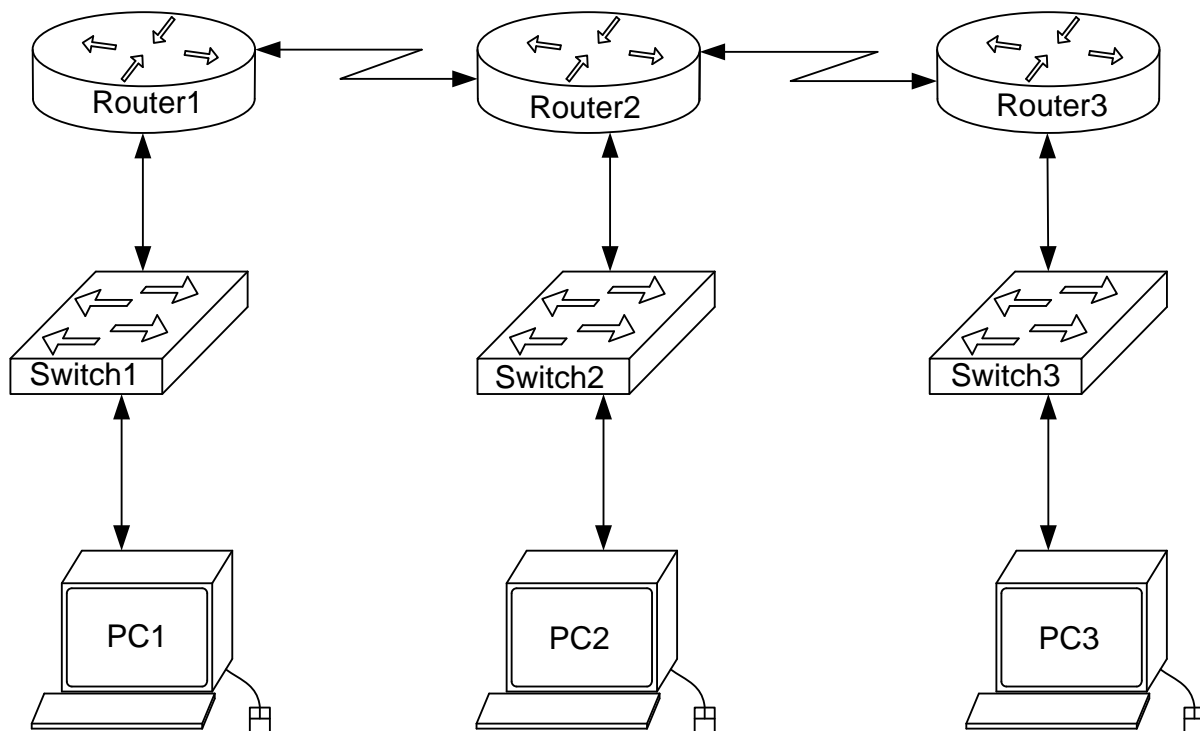 Router1
Router2
Router3
Switch1
Switch2
Switch3
PC1
PC2
PC3